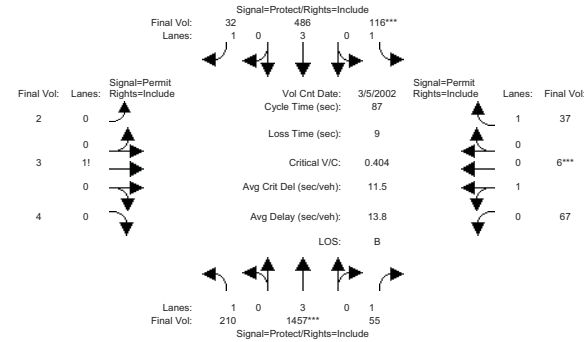 Signal=Protect/Rights=Include
Final Vol: 32 486 116***
Lanes: 1 0 3 0 1
Signal=Permit
Final Vol: Lanes: Rights=Include
2 0
0
3 1!
0
4 0
Vol Cnt Date: 3/5/2002
Cycle Time (sec): 87
Loss Time (sec): 9
Critical V/C: 0.404
Avg Crit Del (sec/veh): 11.5
Avg Delay (sec/veh): 13.8
LOS: B
Signal=Permit
Rights=Include Lanes: Final Vol:
1 37
0
0 6***
1
0 67
Lanes: 1 0 3 0 1
Final Vol: 210 1457*** 55
Signal=Protect/Rights=Include